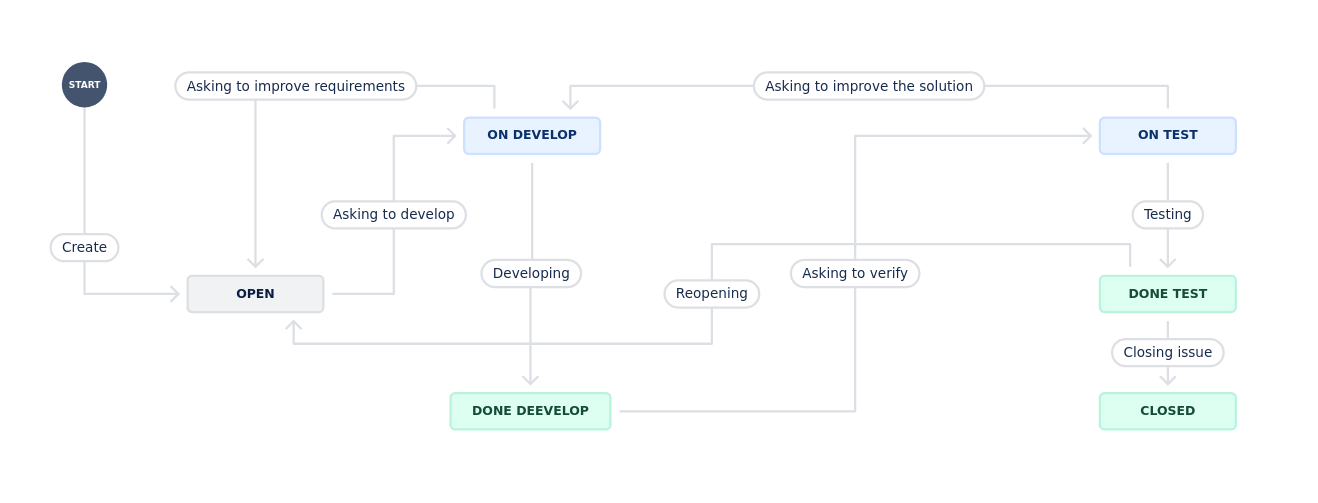 START
Asking to improve requirements
Asking to improve the solution
ON DEVELOP
ON TEST
Asking to develop
Testing
Create
Developing
Asking to verify
Reopening
OPEN
DONE TEST
Closing issue
DONE DEEVELOP
CLOSED